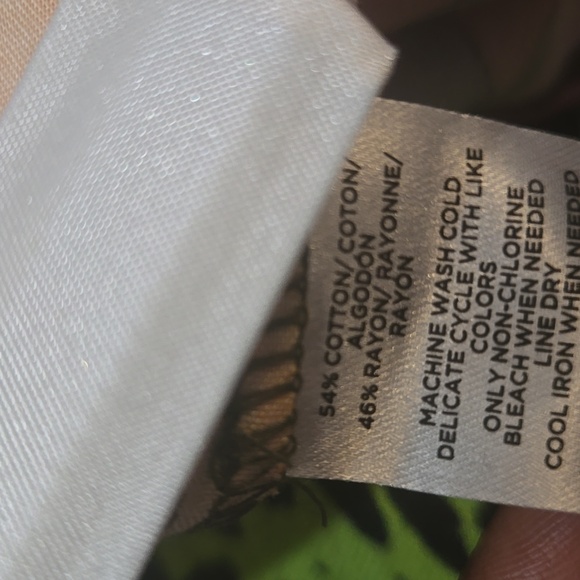 54% COTTON/ COTON/
ALGODÓN
46% RAYON/ RAYONNE/
RAYON
MACHINE WASH COLD
DELICATE CYCLE WITH LIKE
COLORS
ONLY NON-CHLORINE
BLEACH WHEN NEEDED
LINE DRY
COOL IRON WHEN NEEDED